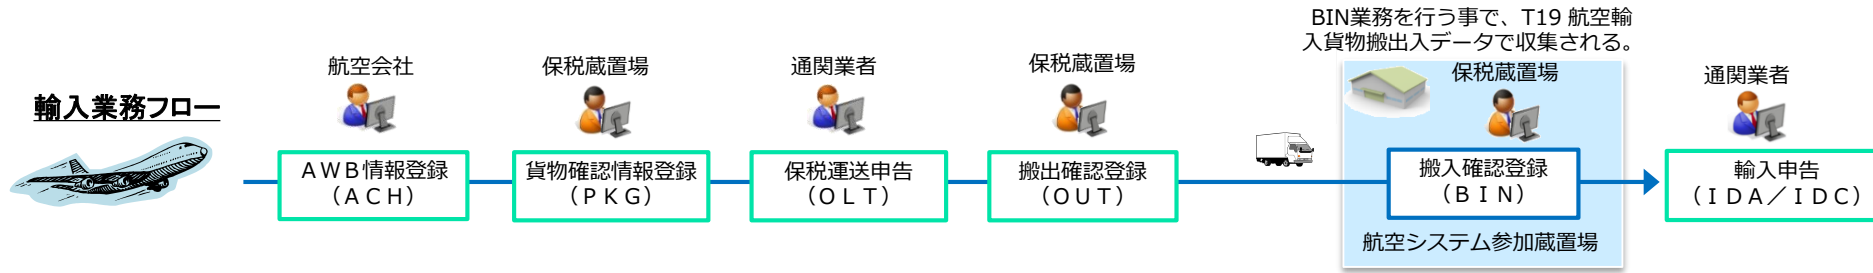 輸入業務フロー
航空会社
AWB情報登録
（ACH）
保税蔵置場
貨物確認情報登録
（PKG）
通関業者
保税運送申告
（OLT）
保税蔵置場
搬出確認登録
（OUT）
BIN業務を行う事で、T19 航空輸
入貨物搬出入データで収集される。
保税蔵置場
搬入確認登録
（BIN）
航空システム参加蔵置場
通関業者
輸入申告
（IDA／IDC）